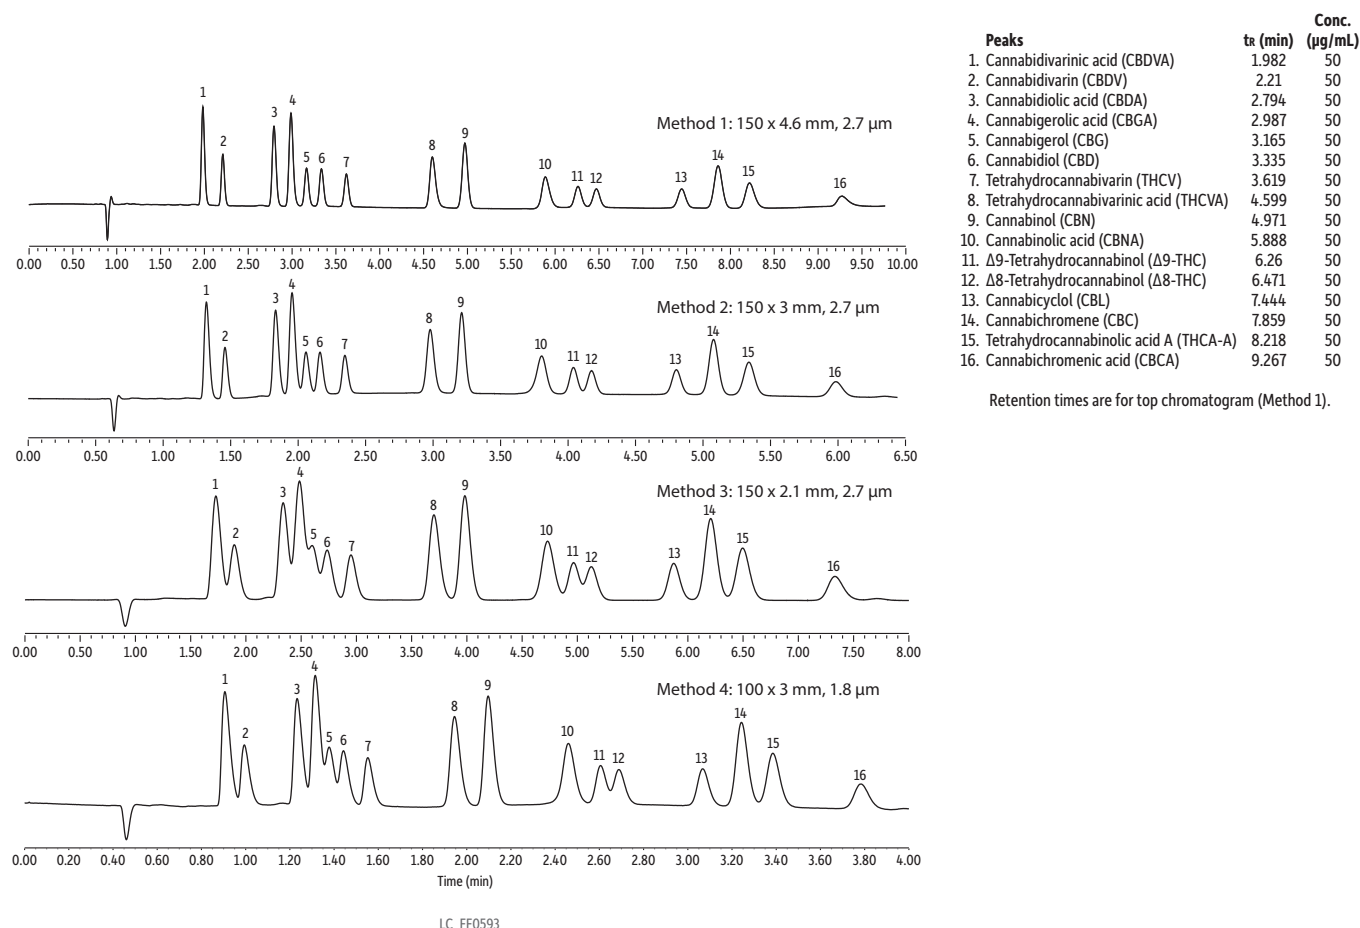 Method 1: 150 x 4.6 mm, 2.7 µm
1 2 3 4 5 6 7 8 9 10 11 12 13 14 15 16
0.00 0.50 1.00 1.50 2.00 2.50 3.00 3.50 4.00 4.50 5.00 5.50 6.00 6.50 7.00 7.50 8.00 8.50 9.00 9.50 10.00
Method 2: 150 x 3 mm, 2.7 µm
1 2 3 4 5 6 7 8 9 10 11 12 13 14 15 16
0.00 0.50 1.00 1.50 2.00 2.50 3.00 3.50 4.00 4.50 5.00 5.50 6.00 6.50
Method 3: 150 x 2.1 mm, 2.7 µm
1 2 3 4 5 6 7 8 9 10 11 12 13 14 15 16
0.00 0.50 1.00 1.50 2.00 2.50 3.00 3.50 4.00 4.50 5.00 5.50 6.00 6.50 7.00 7.50 8.00
Method 4: 100 x 3 mm, 1.8 µm
1 2 3 4 5 6 7 8 9 10 11 12 13 14 15 16
0.00 0.20 0.40 0.60 0.80 1.00 1.20 1.40 1.60 1.80 2.00 2.20 2.40 2.60 2.80 3.00 3.20 3.40 3.60 3.80 4.00
Time (min)
LC_FF0593
Conc.
Peaks tR (min) (µg/mL)
1. Cannabidivarinic acid (CBDVA) 1.982 50
2. Cannabidivarin (CBDV) 2.21 50
3. Cannabidiolic acid (CBDA) 2.794 50
4. Cannabigerolic acid (CBGA) 2.987 50
5. Cannabigerol (CBG) 3.165 50
6. Cannabidiol (CBD) 3.335 50
7. Tetrahydrocannabivarin (THCV) 3.619 50
8. Tetrahydrocannabivarinic acid (THCVA) 4.599 50
9. Cannabinol (CBN) 4.971 50
10. Cannabinolic acid (CBNA) 5.888 50
11. Δ9-Tetrahydrocannabinol (Δ9-THC) 6.26 50
12. Δ8-Tetrahydrocannabinol (Δ8-THC) 6.471 50
13. Cannabicyclol (CBL) 7.444 50
14. Cannabichromene (CBC) 7.859 50
15. Tetrahydrocannabinolic acid A (THCA-A) 8.218 50
16. Cannabichromenic acid (CBCA) 9.267 50
Retention times are for top chromatogram (Method 1).